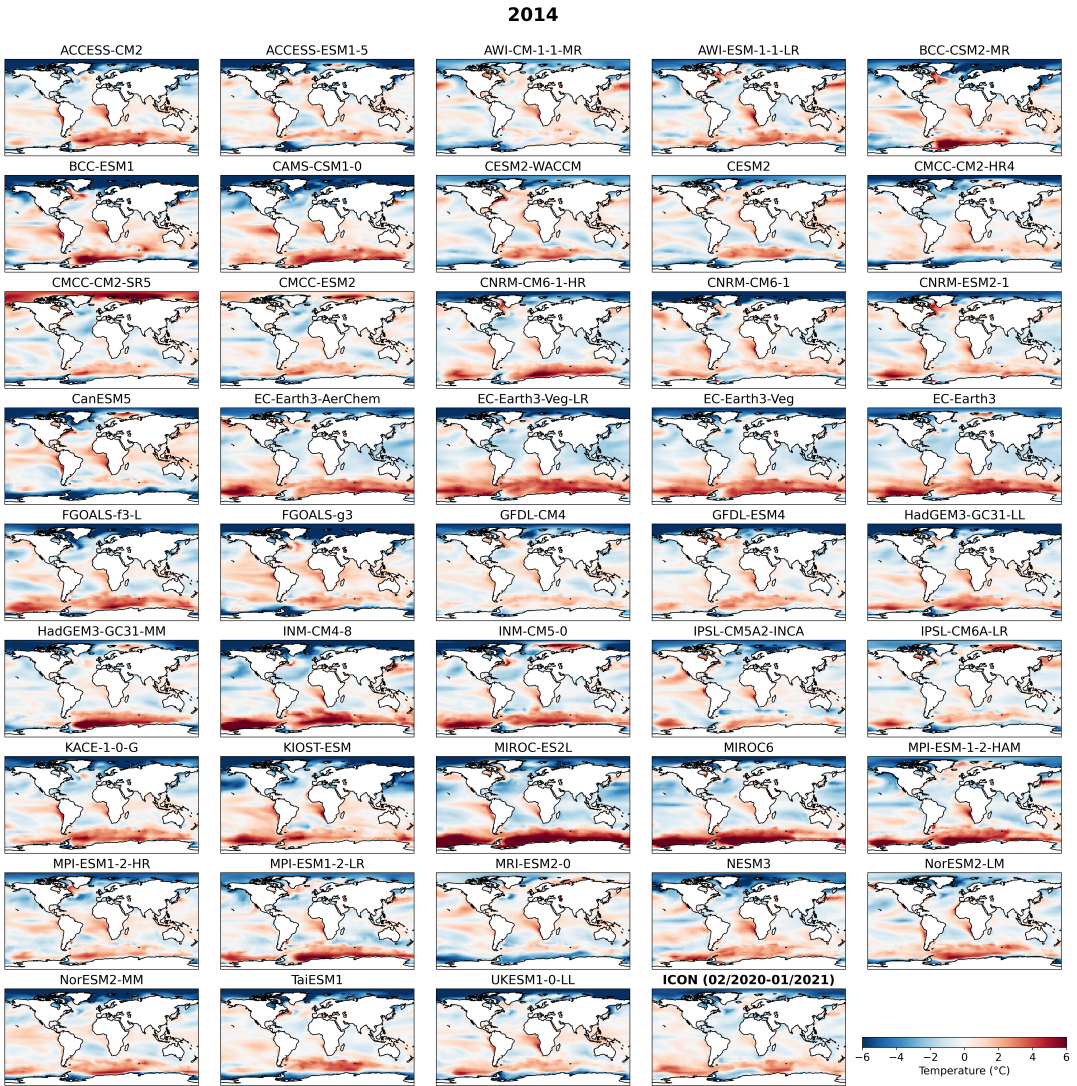 2014
ACCESS-CM2 ACCESS-ESM1-5 AWI-CM-1-1-MR AWI-ESM-1-1-LR BCC-CSM2-MR
BCC-ESM1 CAMS-CSM1-0 CESM2-WACCM CESM2 CMCC-CM2-HR4
CMCC-CM2-SR5 CMCC-ESM2 CNRM-CM6-1-HR CNRM-CM6-1 CNRM-ESM2-1
CanESM5 EC-Earth3-AerChem EC-Earth3-Veg-LR EC-Earth3-Veg EC-Earth3
FGOALS-f3-L FGOALS-g3 GFDL-CM4 GFDL-ESM4 HadGEM3-GC31-LL
HadGEM3-GC31-MM INM-CM4-8 INM-CM5-0 IPSL-CM5A2-INCA IPSL-CM6A-LR
KACE-1-0-G KIOST-ESM MIROC-ES2L MIROC6 MPI-ESM-1-2-HAM
MPI-ESM1-2-HR MPI-ESM1-2-LR MRI-ESM2-0 NESM3 NorESM2-LM
NorESM2-MM TaiESM1 UKESM1-0-LL ICON (02/2020-01/2021)
−6 −4 −2 0 2 4 6
Temperature (°C)